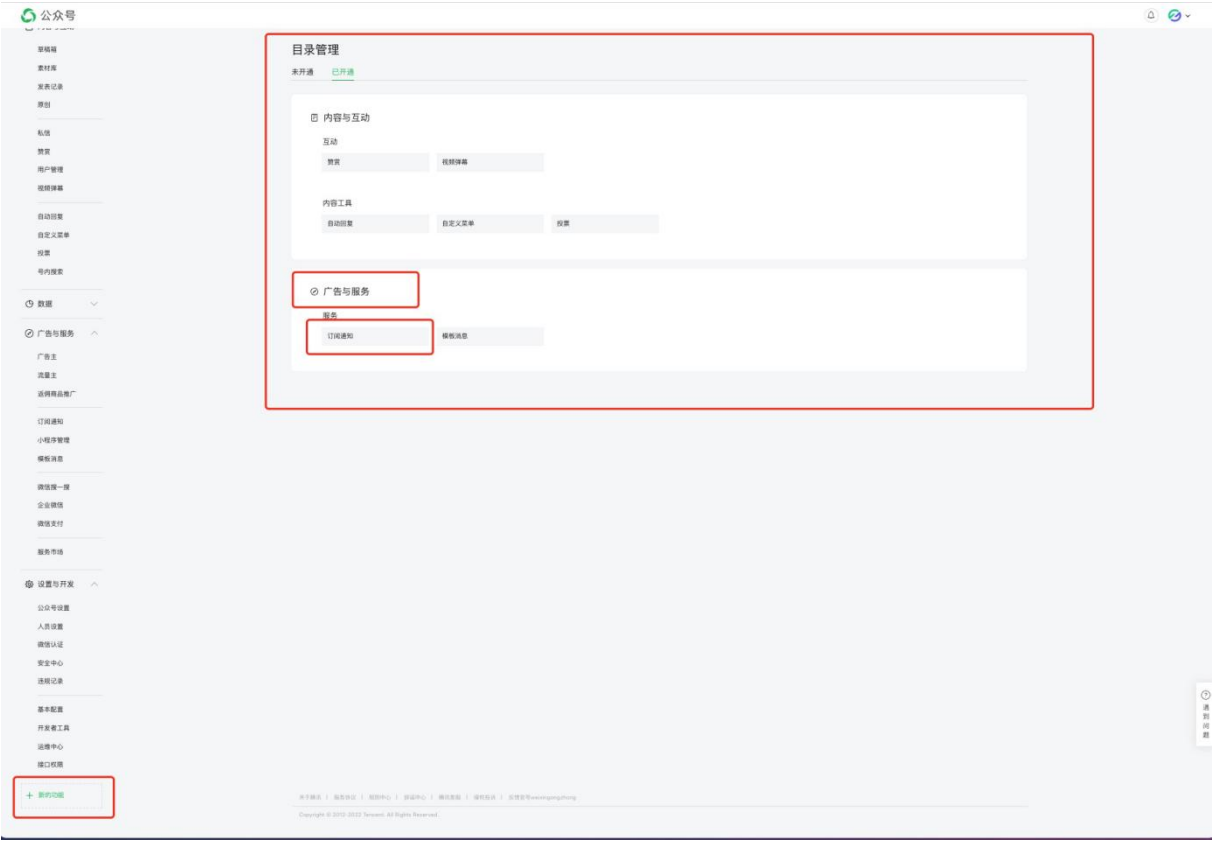 公众号
草稿箱
素材库
发表记录
原创
私信
赞赏
用户管理
视频弹幕
自动回复
自定义菜单
投票
号内搜索
数据
广告与服务
广告主
流量主
返佣商品推广
订阅通知
小程序管理
模板消息
微信搜一搜
企业微信
微信支付
服务市场
设置与开发
公众号设置
人员设置
微信认证
安全中心
违规记录
基本配置
开发者工具
运维中心
接口权限
新的功能
目录管理
未开通 已开通
内容与互动
互动
赞赏 视频弹幕
内容工具
自动回复 自定义菜单 投票
广告与服务
服务
订阅通知 模板消息
遇到问题
Copyright © 2012-2022 Tencent. All Rights Reserved.